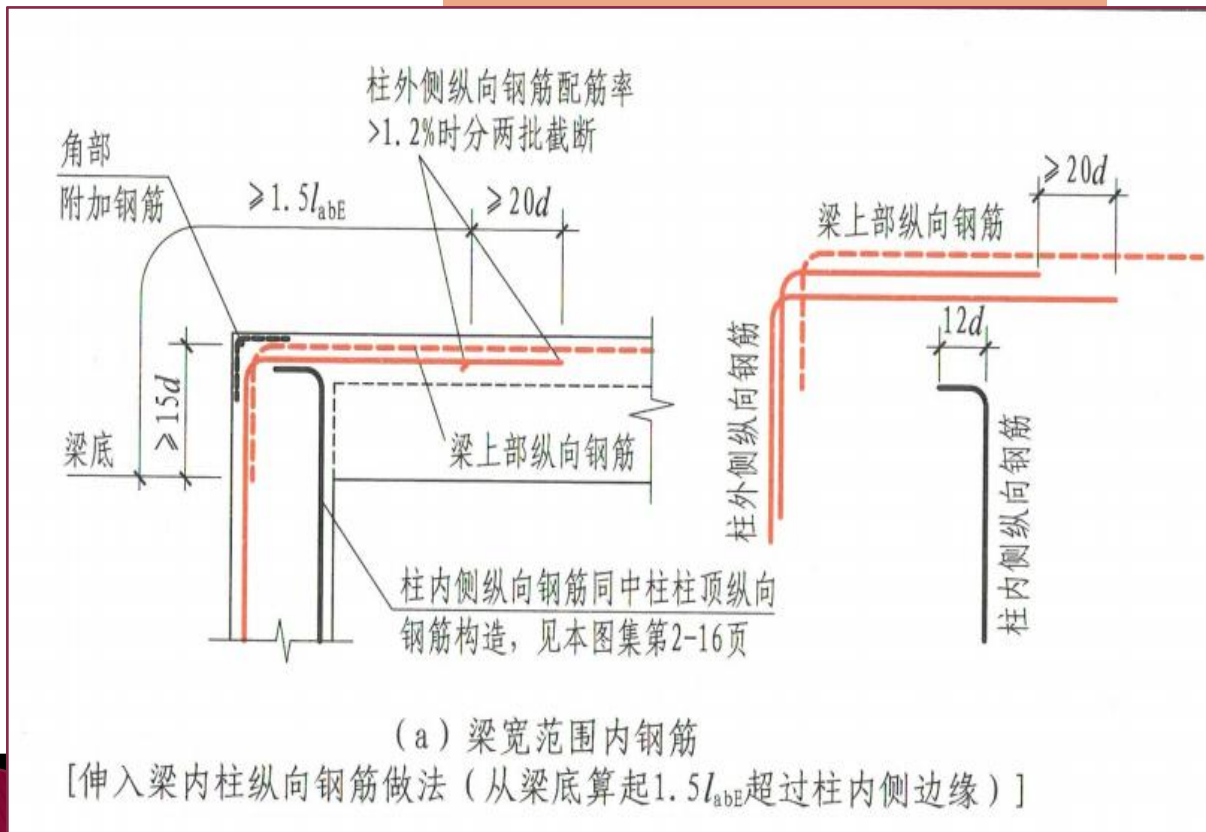 柱外侧纵向钢筋配筋率
>1.2%时分两批截断
角部
附加钢筋
≥1.5labE
≥20d
≥20d
梁上部纵向钢筋
12d
≥15d
梁底
梁上部纵向钢筋
柱外侧纵向钢筋
柱内侧纵向钢筋
柱内侧纵向钢筋同中柱柱顶纵向
钢筋构造，见本图集第2-16页
(a) 梁宽范围内钢筋
[伸入梁内柱纵向钢筋做法（从梁底算起1.5labE超过柱内侧边缘）]